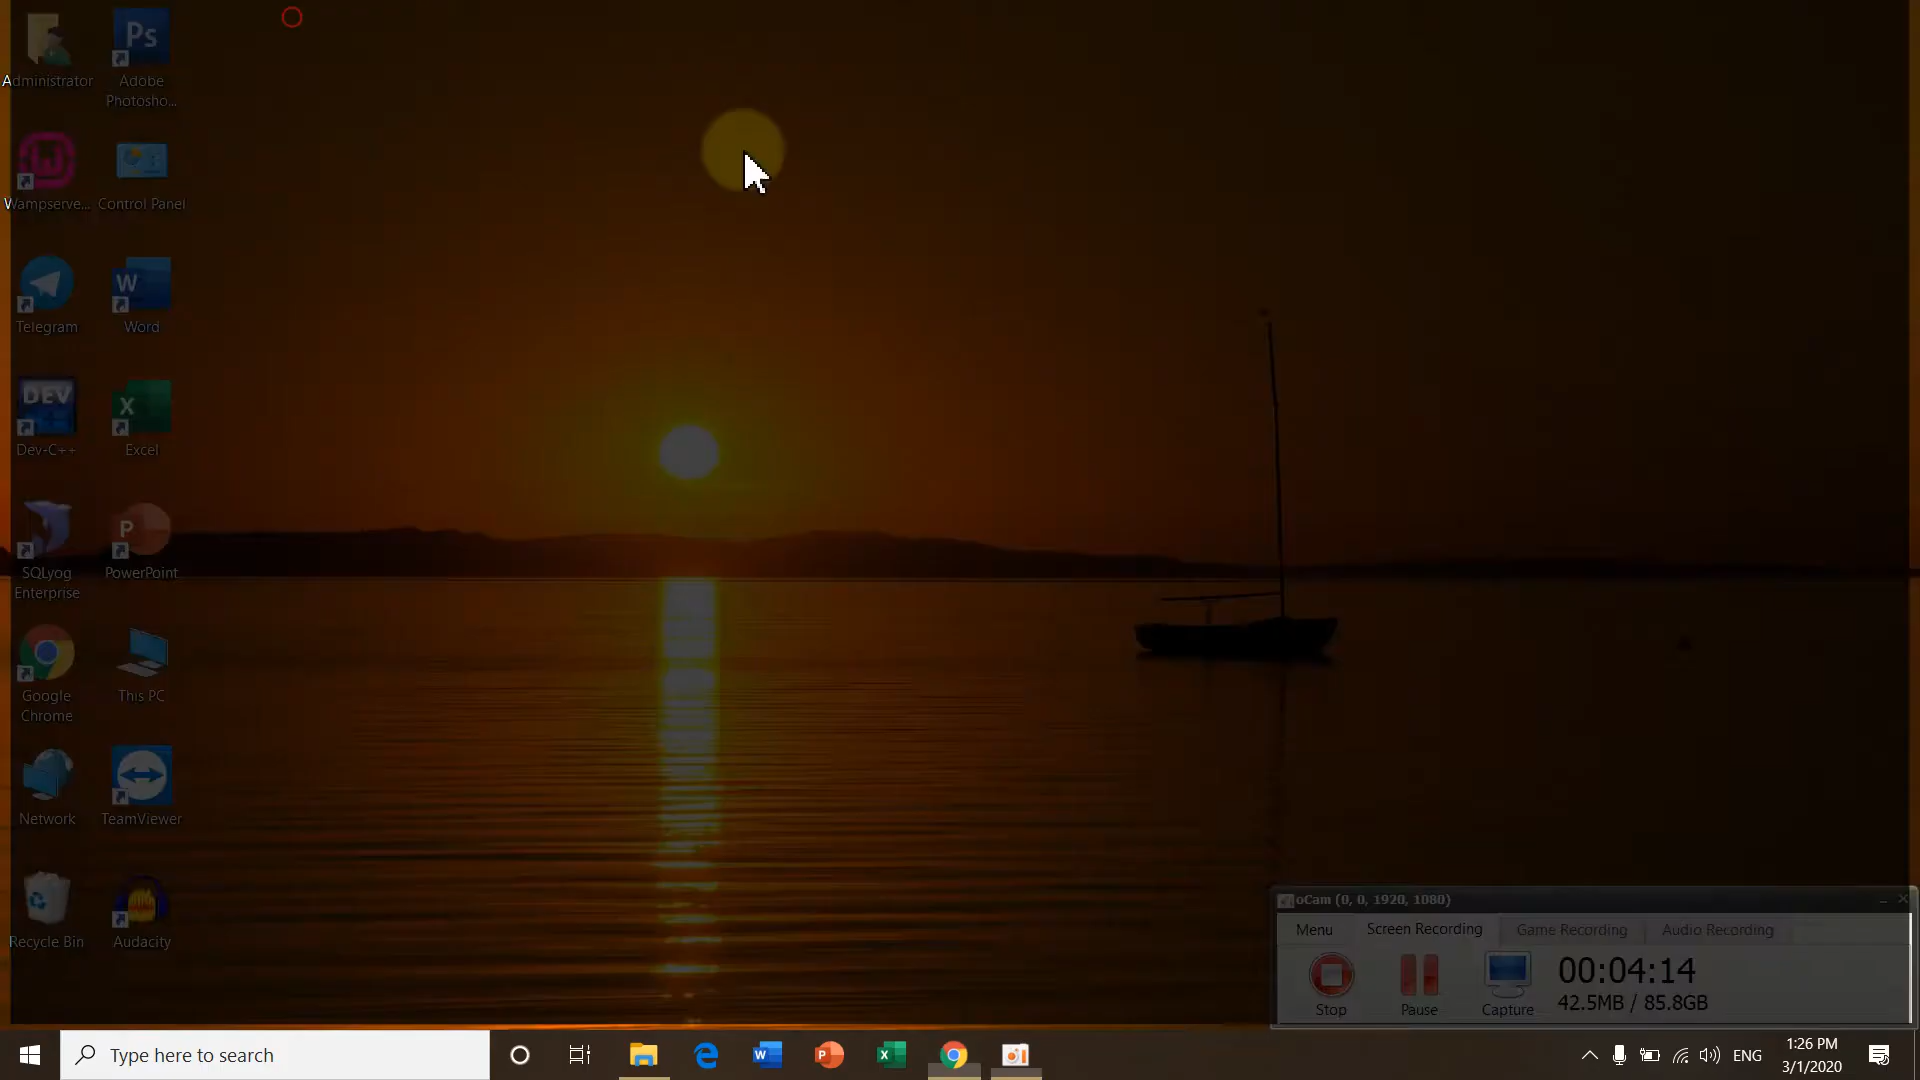 Administrator
Ps
Adobe
Photosho...
Wampserve...
Control Panel
Telegram
W
Word
DEV
Dev-C++
X
Excel
SQLyog
Enterprise
P
PowerPoint
Google
Chrome
This PC
Network
TeamViewer
Recycle Bin
Audacity
oCam (0, 0, 1920, 1080)
Menu
Screen Recording
Game Recording
Audio Recording
00:04:14
42.5MB / 85.8GB
Stop
Pause
Capture
Type here to search
ENG
1:26 PM
3/1/2020